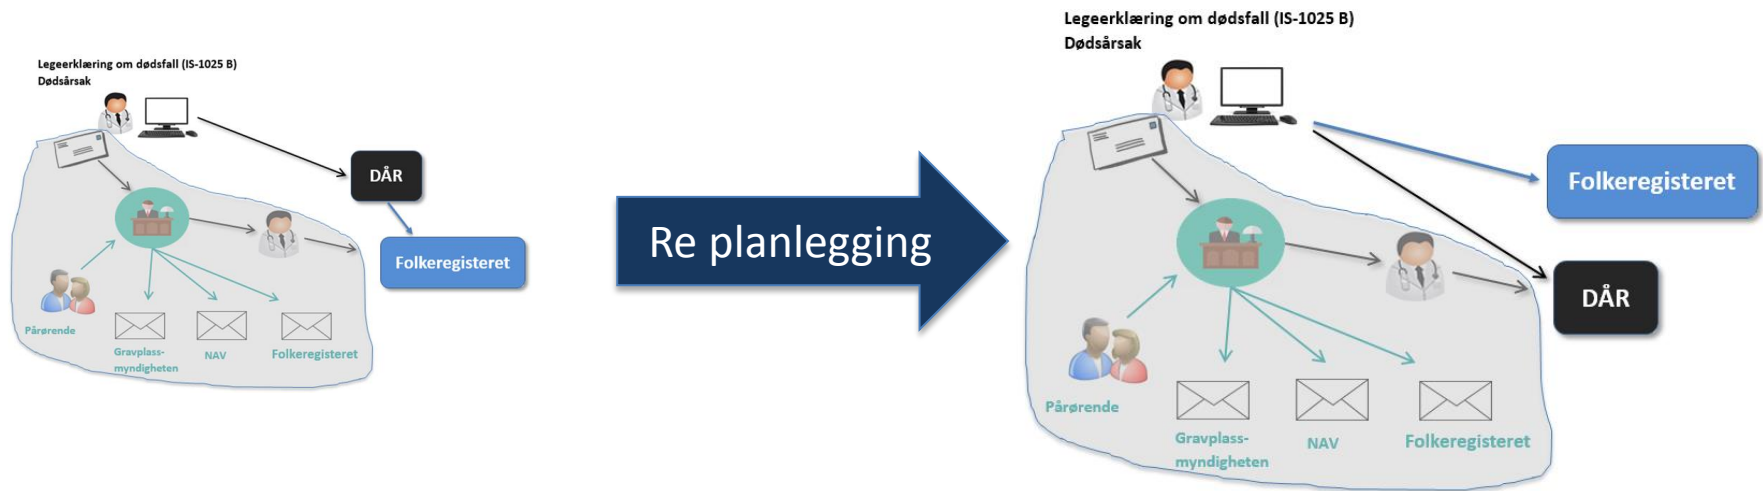 Legeerklæring om dødsfall (IS-1025 B)
Dødsårsak
DÅR
Folkeregisteret
Pårørende
Gravplass-
myndigheten
NAV
Folkeregisteret
Re planlegging
Legeerklæring om dødsfall (IS-1025 B)
Dødsårsak
Folkeregisteret
DÅR
Pårørende
Gravplass-
myndigheten
NAV
Folkeregisteret